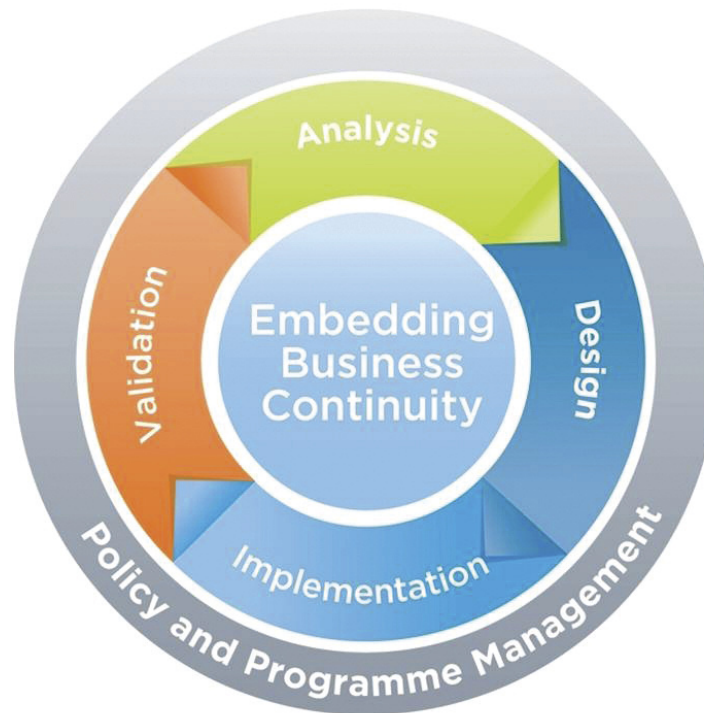 Analysis
Design
Implementation
Validation
Embedding
Business
Continuity
Policy and Programme Management